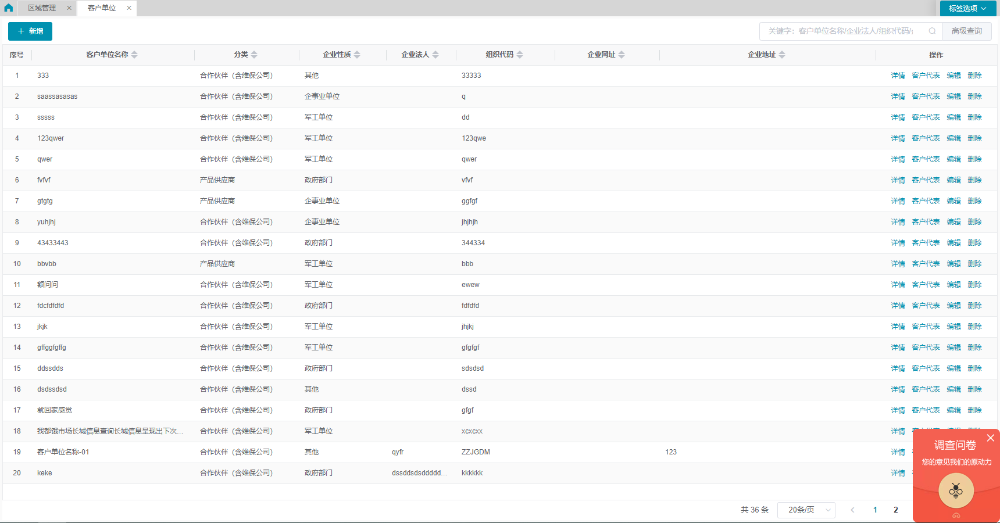 区域管理 客户单位 标签选项
新增 关键字：客户单位名称/企业法人/组织代码/ 高级查询
序号 客户单位名称 分类 企业性质 企业法人 组织代码 企业网址 企业地址 操作
1 333 合作伙伴（含维保公司） 其他 33333 详情 客户代表 编辑 删除
2 saassasasas 合作伙伴（含维保公司） 企事业单位 q 详情 客户代表 编辑 删除
3 sssss 合作伙伴（含维保公司） 军工单位 dd 详情 客户代表 编辑 删除
4 123qwer 合作伙伴（含维保公司） 军工单位 123qwe 详情 客户代表 编辑 删除
5 qwer 合作伙伴（含维保公司） 军工单位 qwer 详情 客户代表 编辑 删除
6 fvfvf 产品供应商 政府部门 vfvf 详情 客户代表 编辑 删除
7 gtgtg 产品供应商 企事业单位 ggfgf 详情 客户代表 编辑 删除
8 yuhjhj 合作伙伴（含维保公司） 企事业单位 jhjhjh 详情 客户代表 编辑 删除
9 43433443 合作伙伴（含维保公司） 政府部门 344334 详情 客户代表 编辑 删除
10 bbvbb 产品供应商 军工单位 bbb 详情 客户代表 编辑 删除
11 额问问 合作伙伴（含维保公司） 军工单位 ewew 详情 客户代表 编辑 删除
12 fdcfdfdfd 合作伙伴（含维保公司） 政府部门 fdfdfd 详情 客户代表 编辑 删除
13 jkjk 合作伙伴（含维保公司） 军工单位 jhjkj 详情 客户代表 编辑 删除
14 gffggfgffg 合作伙伴（含维保公司） 军工单位 gfgfgf 详情 客户代表 编辑 删除
15 ddssdds 合作伙伴（含维保公司） 政府部门 sdsdsd 详情 客户代表 编辑 删除
16 dsdssdsd 合作伙伴（含维保公司） 其他 dssd 详情 客户代表 编辑 删除
17 就回家感觉 合作伙伴（含维保公司） 政府部门 gfgf 详情 客户代表 编辑 删除
18 我都饿市场长城信息查询长城信息呈现出下次... 合作伙伴（含维保公司） 军工单位 xcxcxx 详情
19 客户单位名称-01 合作伙伴（含维保公司） 其他 qyfr ZZJGDM 123 详情
20 keke 合作伙伴（含维保公司） 政府部门 dssddsdsddddd... kkkkkk 详情
调查问卷
您的意见我们的原动力
共 36 条 20条/页 1 2